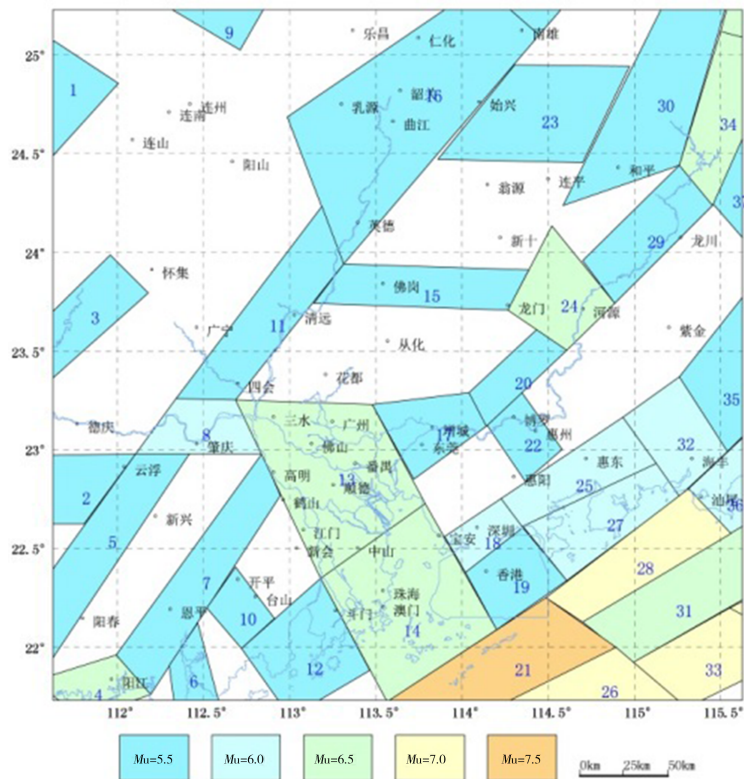 25°
24.5°
24°
23.5°
23°
22.5°
22°
9
乐昌
仁化
南雄
1
连州
连南
乳源
韶关
16
始兴
曲江
23
30
34
连山
阳山
和平
连平
翁源
37
英德
新十
29
龙川
怀集
佛岗
15
龙门
24
河源
3
11
清远
广宁
从化
紫金
四会
花都
20
35
德庆
三水
广州
17
增城
博罗
8
肇庆
佛山
东莞
22
惠州
32
云浮
高明
番禺
13
顺德
惠阳
惠东
海丰
2
鹤山
25
汕尾
36
新兴
5
江门
新会
中山
宝安
深圳
18
27
7
开平
台山
香港
19
28
恩平
10
珠海
澳门
斗门
31
阳春
14
12
21
33
阳江
4
6
26
112°
112.5°
113°
113.5°
114°
114.5°
115°
115.5°
Mu=5.5
Mu=6.0
Mu=6.5
Mu=7.0
Mu=7.5
0km 25km 50km